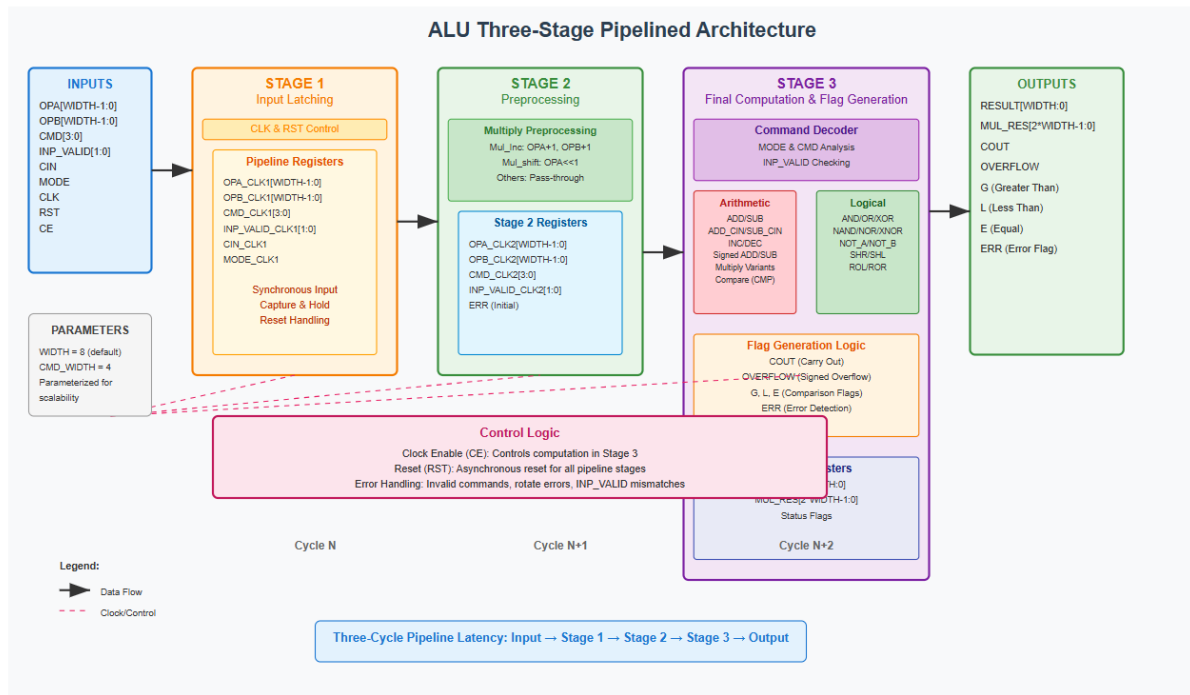 ALU Three-Stage Pipelined Architecture
INPUTS
OPA[WIDTH-1:0]
OPB[WIDTH-1:0]
CMD[3:0]
INP_VALID[1:0]
CIN
MODE
CLK
RST
CE
PARAMETERS
WIDTH = 8 (default)
CMD_WIDTH = 4
Parameterized for
scalability
STAGE 1
Input Latching
CLK & RST Control
Pipeline Registers
OPA_CLK1[WIDTH-1:0]
OPB_CLK1[WIDTH-1:0]
CMD_CLK1[3:0]
INP_VALID_CLK1[1:0]
CIN_CLK1
MODE_CLK1
Synchronous Input
Capture & Hold
Reset Handling
STAGE 2
Preprocessing
Multiply Preprocessing
Mul_Inc: OPA+1, OPB+1
Mul_shift: OPA<<1
Others: Pass-through
Stage 2 Registers
OPA_CLK2[WIDTH-1:0]
OPB_CLK2[WIDTH-1:0]
CMD_CLK2[3:0]
INP_VALID_CLK2[1:0]
ERR (Initial)
STAGE 3
Final Computation & Flag Generation
Command Decoder
MODE & CMD Analysis
INP_VALID Checking
Arithmetic
ADD/SUB
ADD_CIN/SUB_CIN
INC/DEC
Signed ADD/SUB
Multiply Variants
Compare (CMP)
Logical
AND/OR/XOR
NAND/NOR/XNOR
NOT_A/NOT_B
SHR/SHL
ROL/ROR
Flag Generation Logic
COUT (Carry Out)
OVERFLOW (Signed Overflow)
G, L, E (Comparison Flags)
ERR (Error Detection)
OUTPUTS
RESULT[WIDTH:0]
MUL_RES[2*WIDTH-1:0]
COUT
OVERFLOW
G (Greater Than)
L (Less Than)
E (Equal)
ERR (Error Flag)
Control Logic
Clock Enable (CE): Controls computation in Stage 3
Reset (RST): Asynchronous reset for all pipeline stages
Error Handling: Invalid commands, rotate errors, INP_VALID mismatches
MUL_RES[2*WIDTH-1:0]
Status Flags
Cycle N
Cycle N+1
Cycle N+2
Legend:
Data Flow
Clock/Control
Three-Cycle Pipeline Latency: Input → Stage 1 → Stage 2 → Stage 3 → Output